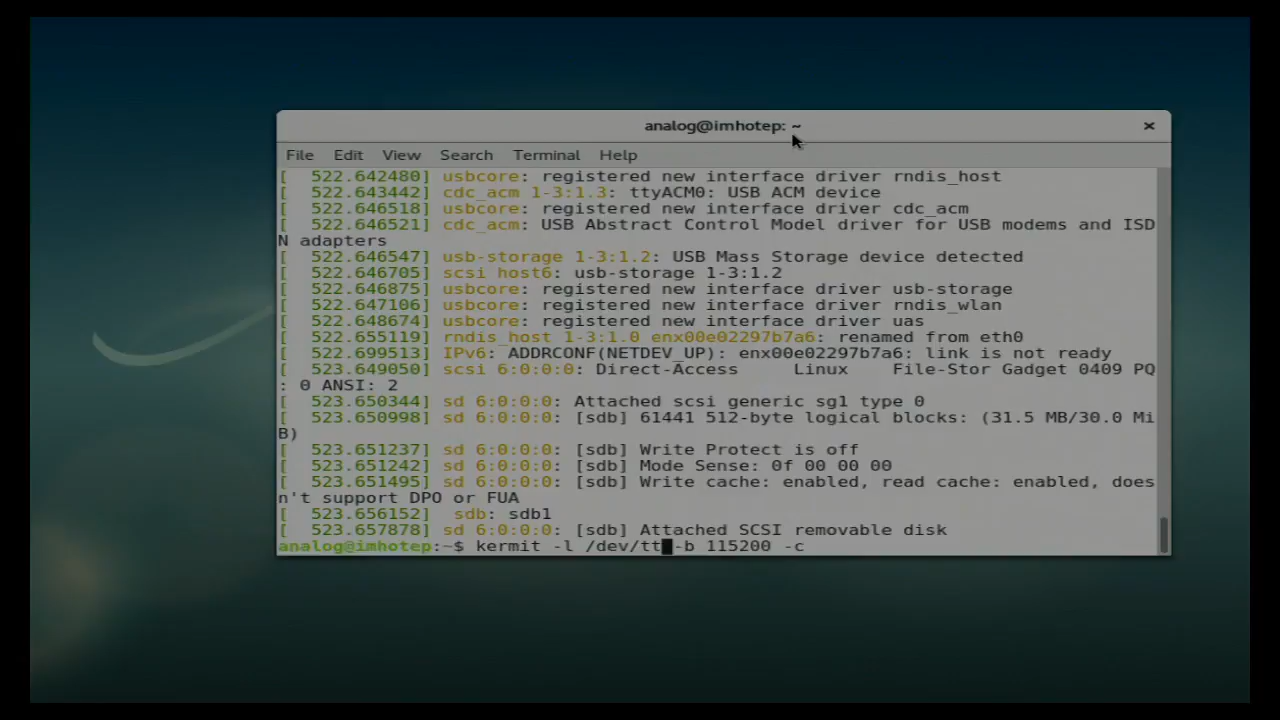 analog@imhotep: ~
×
File Edit View Search Terminal Help
[  522.642480] usbcore: registered new interface driver rndis_host
[  522.643442] cdc_acm 1-3:1.3: ttyACM0: USB ACM device
[  522.646518] usbcore: registered new interface driver cdc_acm
[  522.646521] cdc_acm: USB Abstract Control Model driver for USB modems and ISD
N adapters
[  522.646547] usb-storage 1-3:1.2: USB Mass Storage device detected
[  522.646705] scsi host6: usb-storage 1-3:1.2
[  522.646875] usbcore: registered new interface driver usb-storage
[  522.647106] usbcore: registered new interface driver rndis_wlan
[  522.648674] usbcore: registered new interface driver uas
[  522.655119] rndis_host 1-3:1.0 enx00e02297b7a6: renamed from eth0
[  522.699513] IPv6: ADDRCONF(NETDEV_UP): enx00e02297b7a6: link is not ready
[  523.649050] scsi 6:0:0:0: Direct-Access     Linux    File-Stor Gadget 0409 PQ
: 0 ANSI: 2
[  523.650344] sd 6:0:0:0: Attached scsi generic sg1 type 0
[  523.650998] sd 6:0:0:0: [sdb] 61441 512-byte logical blocks: (31.5 MB/30.0 Mi
B)
[  523.651237] sd 6:0:0:0: [sdb] Write Protect is off
[  523.651242] sd 6:0:0:0: [sdb] Mode Sense: 0f 00 00 00
[  523.651495] sd 6:0:0:0: [sdb] Write cache: enabled, read cache: enabled, does
n't support DPO or FUA
[  523.656152]  sdb: sdb1
[  523.657878] sd 6:0:0:0: [sdb] Attached SCSI removable disk
analog@imhotep:~$ kermit -l /dev/tt -b 115200 -c